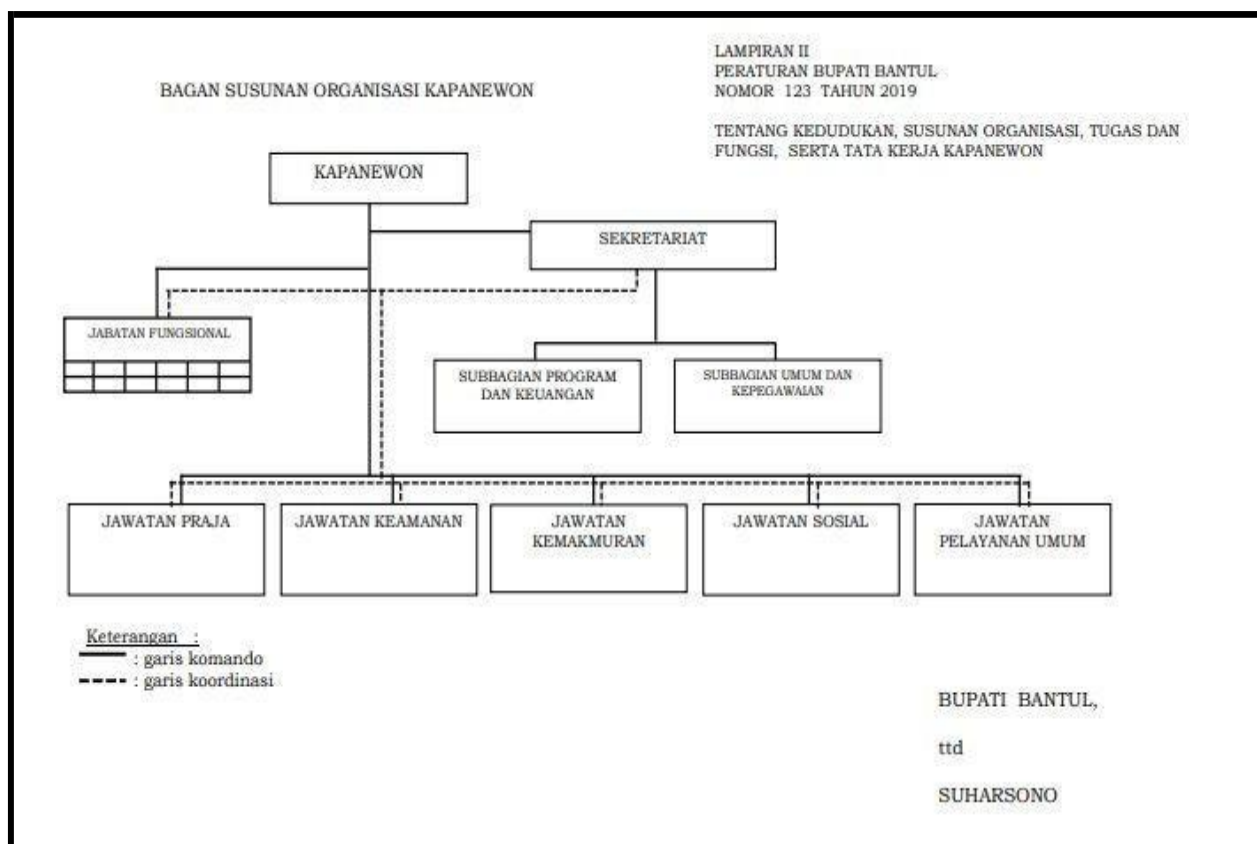 LAMPIRAN II
PERATURAN BUPATI BANTUL
NOMOR 123 TAHUN 2019
TENTANG KEDUDUKAN, SUSUNAN ORGANISASI, TUGAS DAN
FUNGSI, SERTA TATA KERJA KAPANEWON
BAGAN SUSUNAN ORGANISASI KAPANEWON
KAPANEWON
SEKRETARIAT
JABATAN FUNGSIONAL
SUBBAGIAN PROGRAM
DAN KEUANGAN
SUBBAGIAN UMUM DAN
KEPEGAWAIAN
JAWATAN PRAJA
JAWATAN KEAMANAN
JAWATAN
KEMAKMURAN
JAWATAN SOSIAL
JAWATAN
PELAYANAN UMUM
Keterangan :
: garis komando
: garis koordinasi
BUPATI BANTUL,
ttd
SUHARSONO